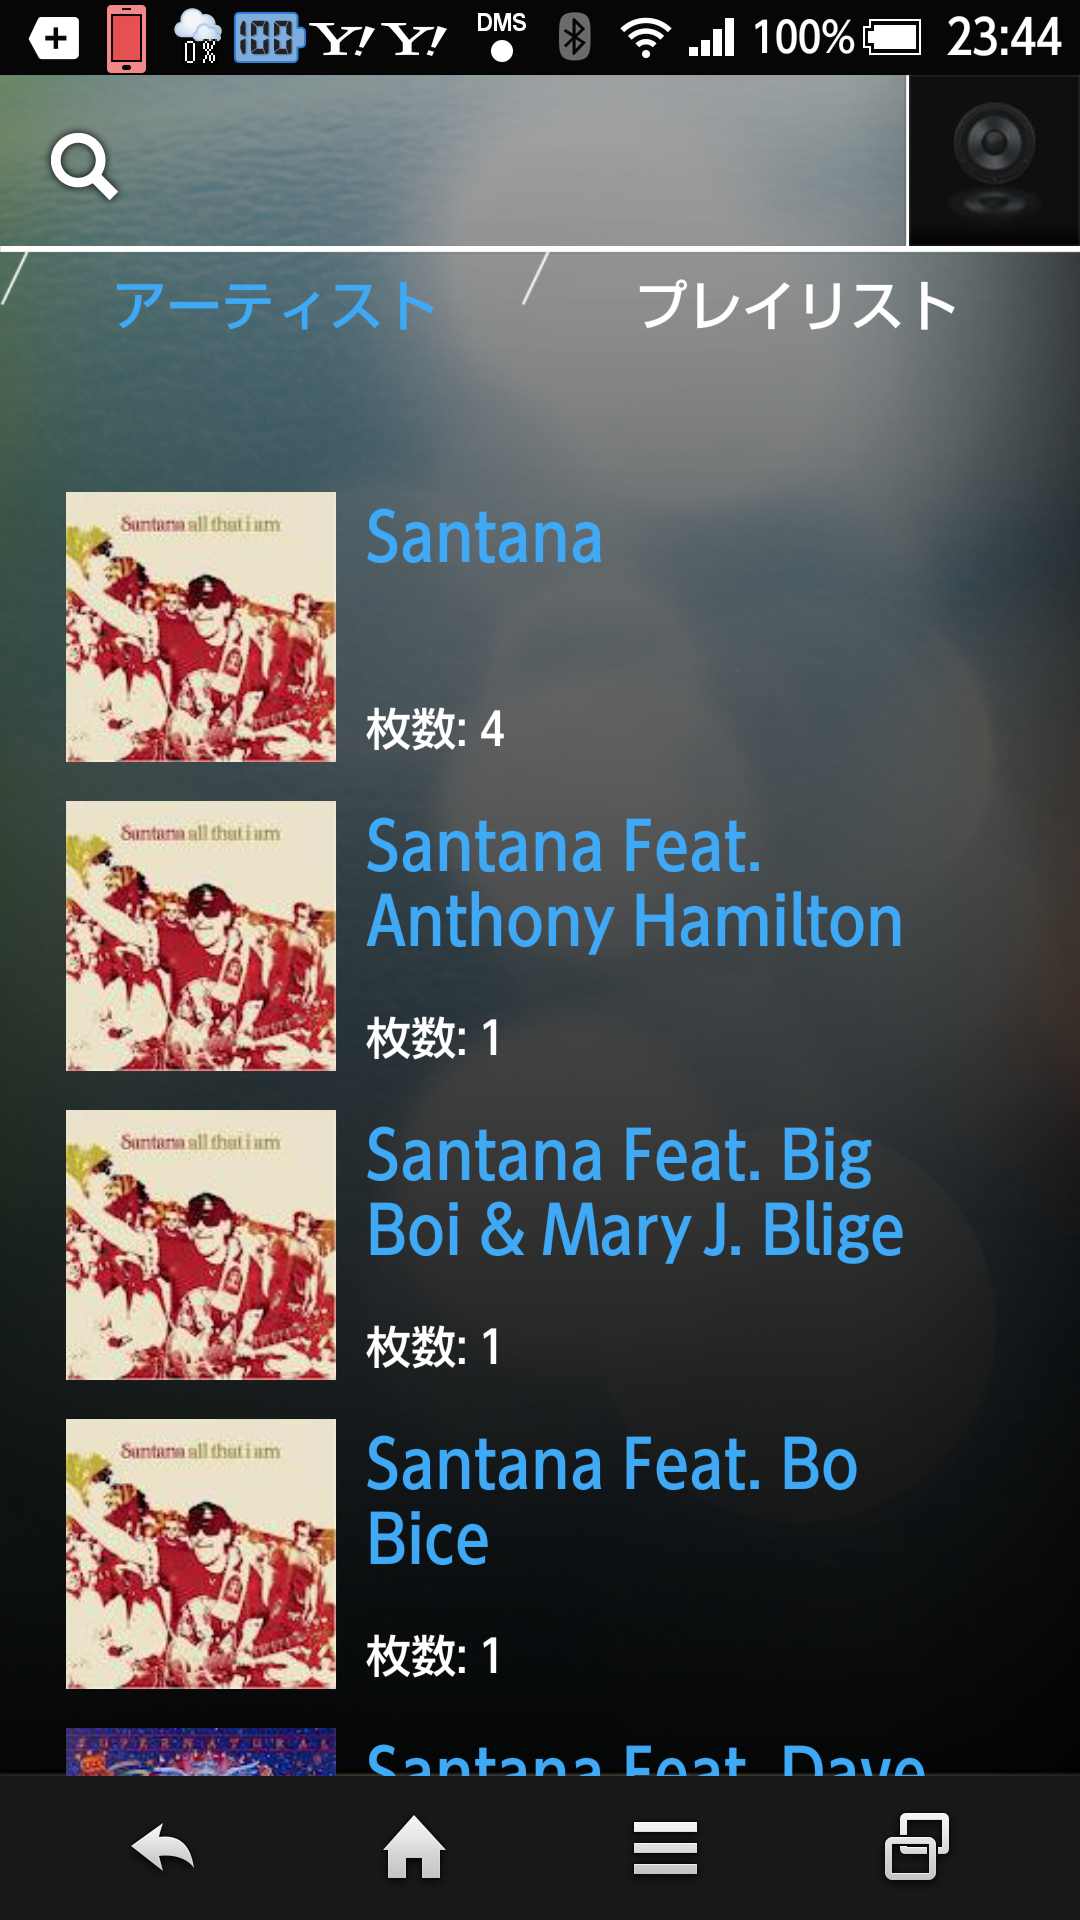 0%
100
Y! Y!
DMS
100%
23:44
アーティスト
プレイリスト
Santana all that i am
Santana
枚数: 4
Santana all that i am
Santana Feat.
Anthony Hamilton
枚数: 1
Santana all that i am
Santana Feat. Big
Boi & Mary J. Blige
枚数: 1
Santana all that i am
Santana Feat. Bo
Bice
枚数: 1
SUPERNATURAL
Santana Feat. Dave